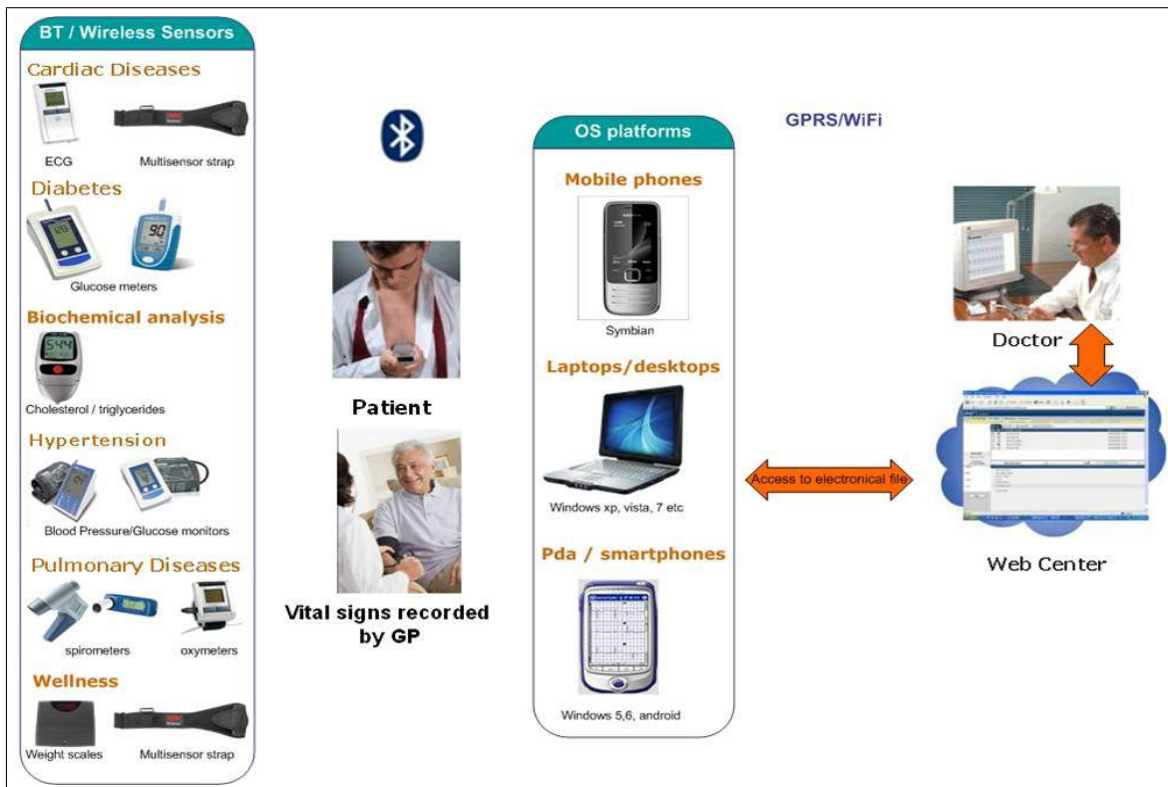 BT / Wireless Sensors
Cardiac Diseases
ECG
Multisensor strap
Diabetes
120
90
Glucose meters
Biochemical analysis
544
Cholesterol / triglycerides
Hypertension
Blood Pressure/Glucose monitors
Pulmonary Diseases
spirometers
oxymeters
Wellness
Weight scales
Multisensor strap
Patient
Vital signs recorded
by GP
OS platforms
Mobile phones
Symbian
Laptops/desktops
Windows xp, vista, 7 etc
Pda / smartphones
Windows 5,6, android
GPRS/WiFi
Access to electronical file
Doctor
Web Center